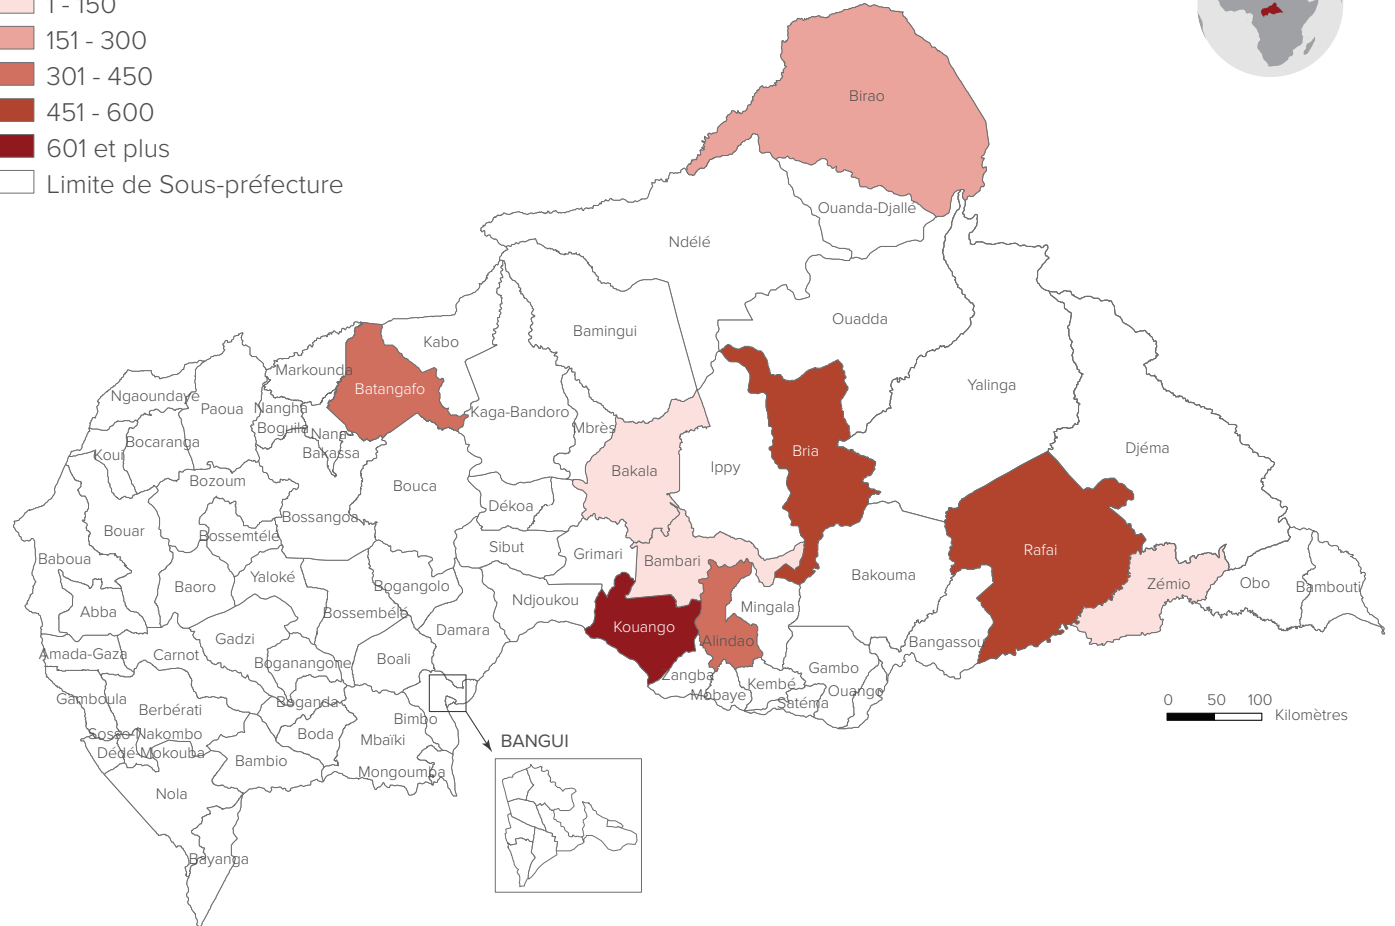 1 - 150
151 - 300
301 - 450
451 - 600
601 et plus
Limite de Sous-préfecture
Birao
Ouanda-Djallé
Ndélé
Ouadda
Bamingui
Kabo
Markounda
Batangafo
Yalinga
Ngaoundaye
Paoua
Nangha
Boguila
Kaga-Bandoro
Nana-
Bakassa
Mbrès
Bocaranga
Koui
Bria
Djéma
Ippy
Bakala
Bozoum
Bouca
Dékoa
Bossangoa
Bouar
Bossemtélé
Sibut
Grimari
Rafai
Baboua
Bambari
Yaloké
Bakouma
Baoro
Bogangolo
Zémio
Obo
Bambouti
Ndjoukou
Mingala
Abba
Bossembélé
Kouango
Damara
Gadzi
Alindao
Bangassou
Amada-Gaza
Carnot
Boganangone
Boali
Gambo
Zangba
Kembé
Ouango
Mobaye
Satéma
Gamboula
Boganda
Berbérati
Bimbo
Sosso-Nakombo
Boda
Mbaïki
Dédé-Mokouba
Bambio
Mongoumba
Nola
Bayanga
BANGUI
0 50 100 Kilomètres